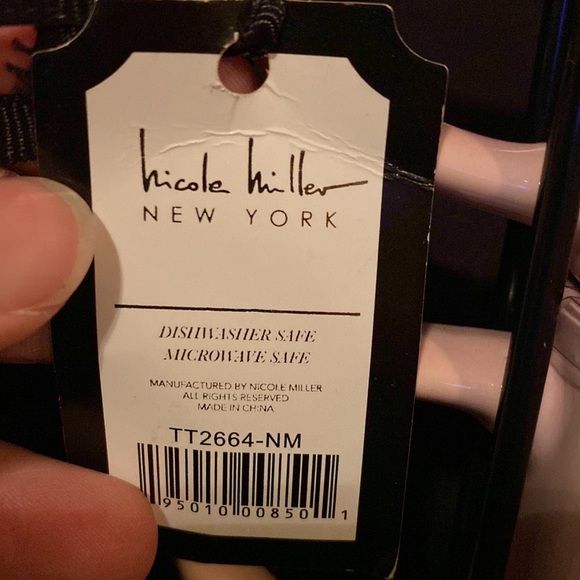 Nicole Miller
NEW YORK
DISHWASHER SAFE
MICROWAVE SAFE
MANUFACTURED BY NICOLE MILLER
ALL RIGHTS RESERVED
MADE IN CHINA
TT2664-NM
95010 00850 1